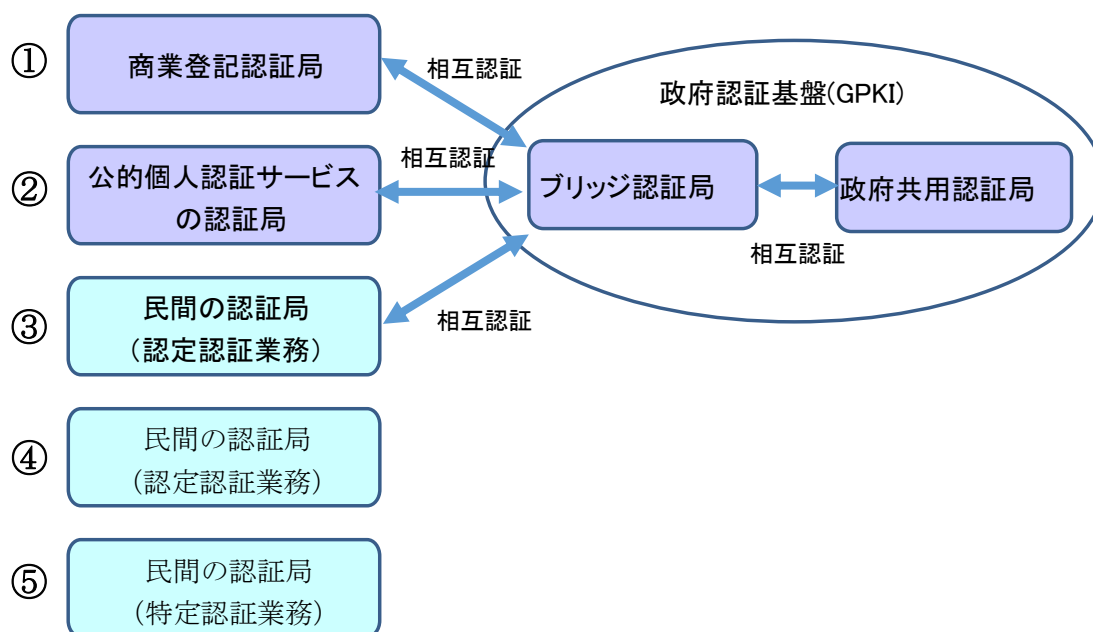 ①
商業登記認証局
相互認証
政府認証基盤(GPKI)
②
公的個人認証サービス
の認証局
相互認証
ブリッジ認証局
政府共用認証局
相互認証
③
民間の認証局
(認定認証業務)
相互認証
④
民間の認証局
(認定認証業務)
⑤
民間の認証局
(特定認証業務)